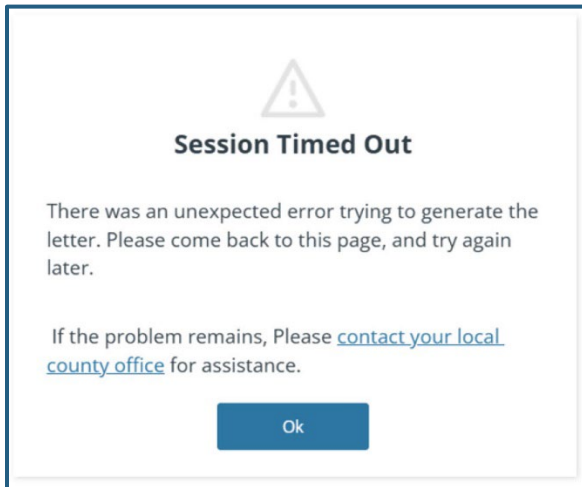 Session Timed Out
There was an unexpected error trying to generate the
letter. Please come back to this page, and try again
later.
If the problem remains, Please contact your local
county office for assistance.
Ok